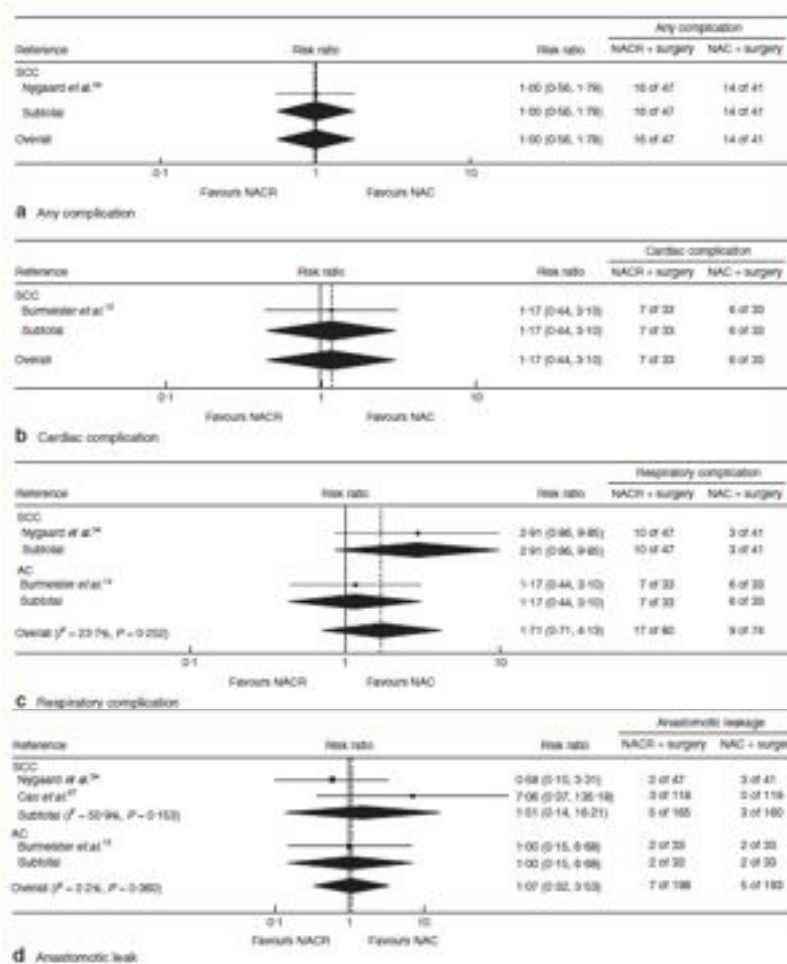 Any complication
Reference Risk ratio Risk ratio NACR + surgery NAC + surgery
SCC
Nygaard et al. 1·00 (0·56, 1·79) 16 of 47 14 of 41
Subtotal 1·00 (0·56, 1·79) 16 of 47 14 of 41
Overall 1·00 (0·56, 1·79) 16 of 47 14 of 41
0·1 1 10
Favours NACR Favours NAC
a Any complication
Cardiac complication
Reference Risk ratio Risk ratio NACR + surgery NAC + surgery
SCC
Burmeister et al. 1·17 (0·44, 3·10) 7 of 33 6 of 33
Subtotal 1·17 (0·44, 3·10) 7 of 33 6 of 33
Overall 1·17 (0·44, 3·10) 7 of 33 6 of 33
0·1 1 10
Favours NACR Favours NAC
b Cardiac complication
Respiratory complication
Reference Risk ratio Risk ratio NACR + surgery NAC + surgery
SCC
Nygaard et al. 2·91 (0·86, 9·85) 10 of 47 3 of 41
Subtotal 2·91 (0·86, 9·85) 10 of 47 3 of 41
AC
Burmeister et al. 1·17 (0·44, 3·10) 7 of 33 6 of 33
Subtotal 1·17 (0·44, 3·10) 7 of 33 6 of 33
Overall 1·71 (0·71, 4·13) 17 of 80 9 of 74
0·1 1 10
Favours NACR Favours NAC
c Respiratory complication
Anastomotic leakage
Reference Risk ratio Risk ratio NACR + surgery NAC + surgery
SCC
Nygaard et al. 2 of 47 3 of 41
Cao et al. 3 of 118 0 of 119
Subtotal 1·51 (0·14, 16·21) 5 of 165 3 of 160
AC
Burmeister et al. 1·00 (0·15, 6·68) 2 of 33 2 of 33
Subtotal 1·00 (0·15, 6·68) 2 of 33 2 of 33
Overall 1·07 7 of 198 5 of 193
0·1 1 10
Favours NACR Favours NAC
d Anastomotic leak